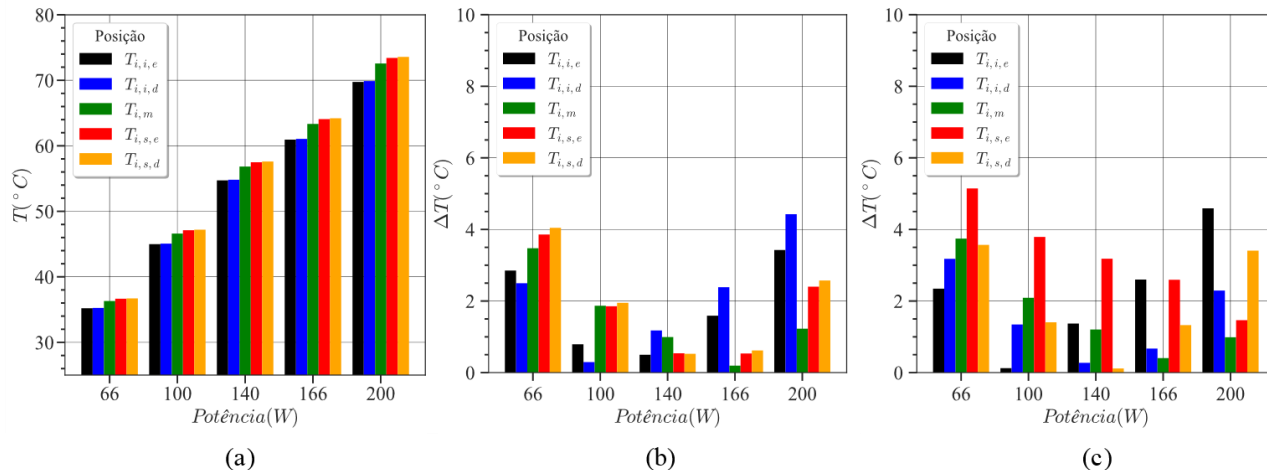 80
70
60
50
40
30
T(°C)
Posição
T_{i,i,e}
T_{i,i,d}
T_{i,m}
T_{i,s,e}
T_{i,s,d}
66 100 140 166 200
Potência(W)
(a)
10
8
6
4
2
0
ΔT(°C)
Posição
T_{i,i,e}
T_{i,i,d}
T_{i,m}
T_{i,s,e}
T_{i,s,d}
66 100 140 166 200
Potência(W)
(b)
10
8
6
4
2
0
ΔT(°C)
Posição
T_{i,i,e}
T_{i,i,d}
T_{i,m}
T_{i,s,e}
T_{i,s,d}
66 100 140 166 200
Potência(W)
(c)